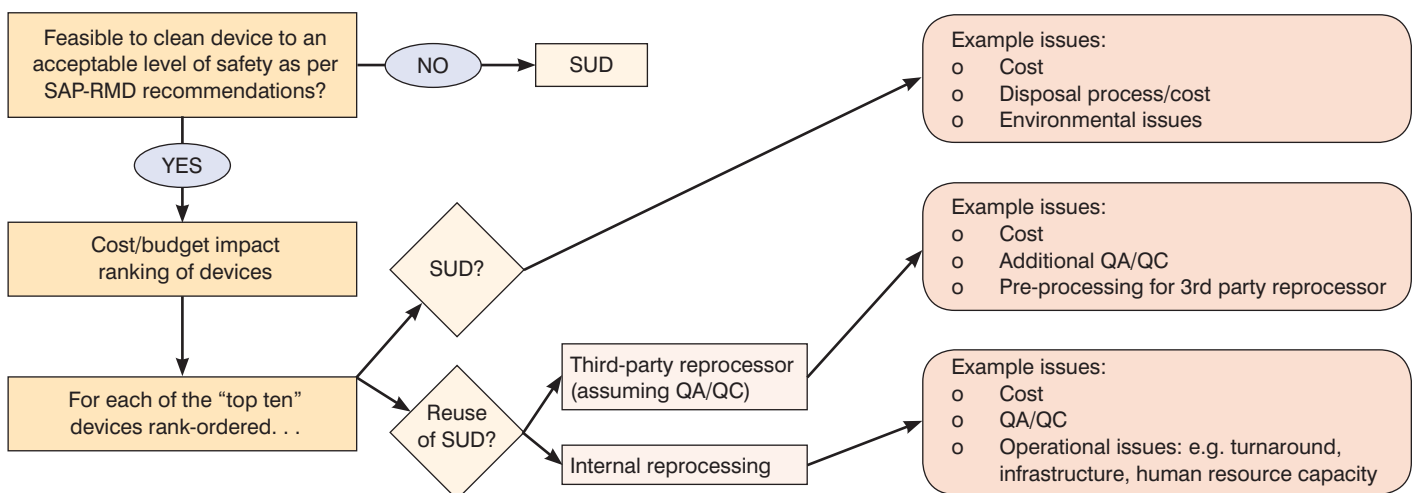 Feasible to clean device to an
acceptable level of safety as per
SAP-RMD recommendations?
NO
SUD
YES
Cost/budget impact
ranking of devices
For each of the “top ten”
devices rank-ordered. . .
SUD?
Reuse
of SUD?
Third-party reprocessor
(assuming QA/QC)
Internal reprocessing
Example issues:
o Cost
o Disposal process/cost
o Environmental issues
Example issues:
o Cost
o Additional QA/QC
o Pre-processing for 3rd party reprocessor
Example issues:
o Cost
o QA/QC
o Operational issues: e.g. turnaround,
infrastructure, human resource capacity